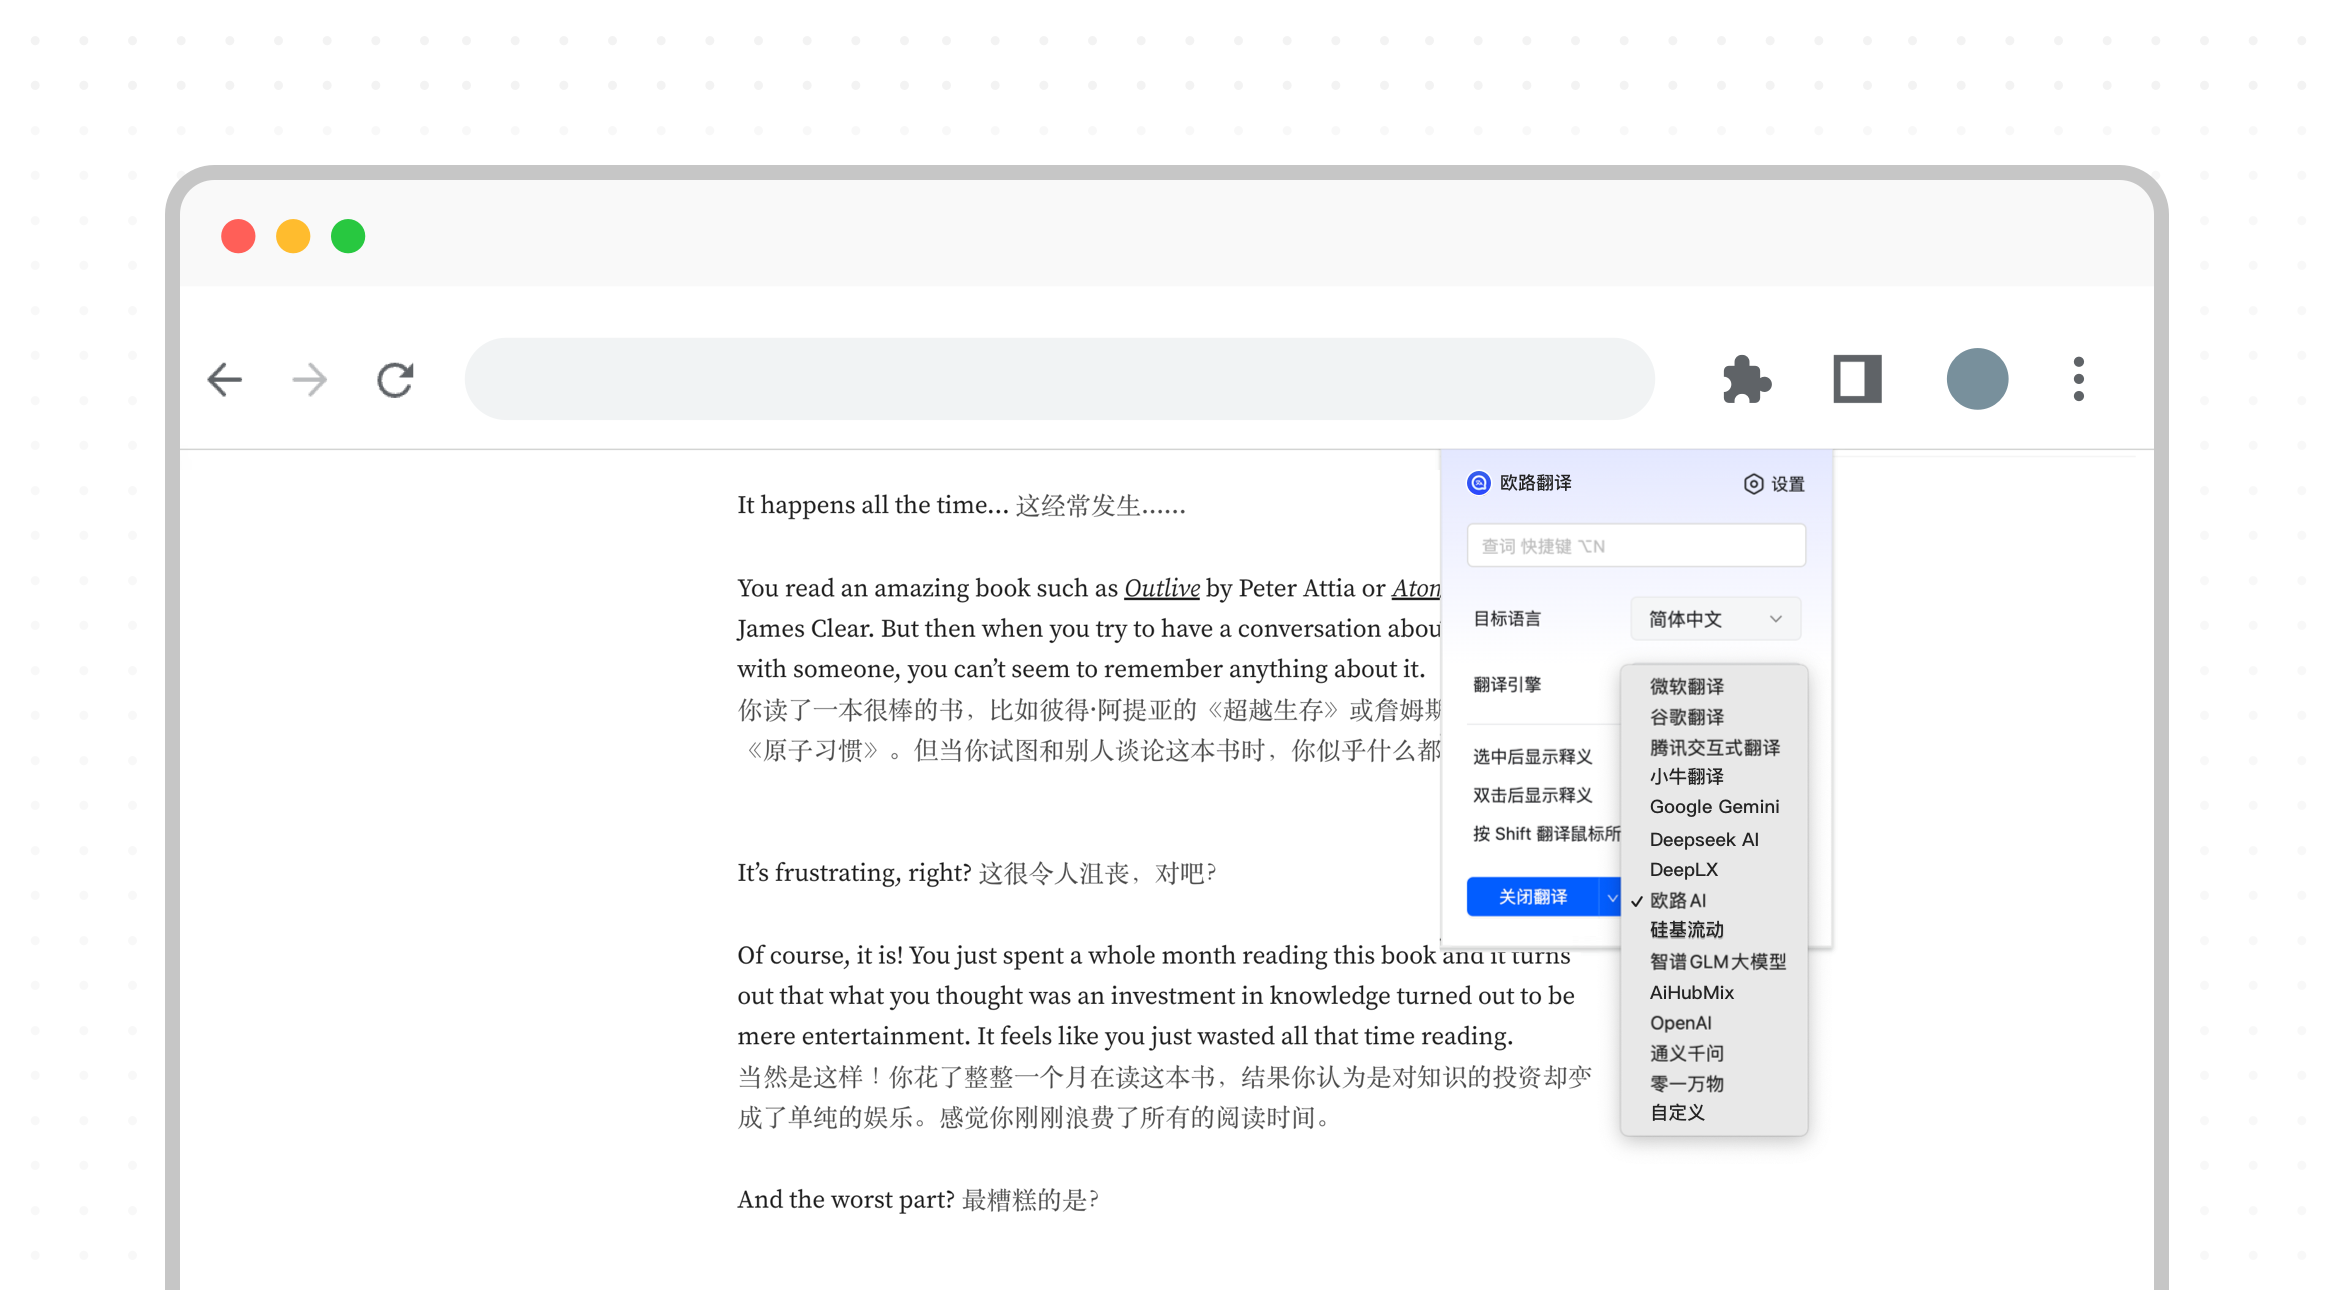 It happens all the time... 这经常发生......
You read an amazing book such as Outlive by Peter Attia or
James Clear. But then when you try to have a conversation
with someone, you can’t seem to remember anything about it.
你读了一本很棒的书，比如彼得·阿提亚的《超越生存》或詹姆斯
《原子习惯》。但当你试图和别人谈论这本书时，你似乎什么都
It’s frustrating, right? 这很令人沮丧，对吧？
Of course, it is! You just spent a whole month reading this book and it turns
out that what you thought was an investment in knowledge turned out to be
mere entertainment. It feels like you just wasted all that time reading.
当然是这样！你花了整整一个月在读这本书，结果你认为是对知识的投资却变
成了单纯的娱乐。感觉你刚刚浪费了所有的阅读时间。
And the worst part? 最糟糕的是？
欧路翻译 设置
查词 快捷键 ⌥N
目标语言 简体中文
翻译引擎
选中后显示释义
双击后显示释义
按 Shift 翻译鼠标所
关闭翻译
微软翻译
谷歌翻译
腾讯交互式翻译
小牛翻译
Google Gemini
Deepseek AI
DeepLX
✓ 欧路 AI
硅基流动
智谱GLM大模型
AiHubMix
OpenAI
通义千问
零一万物
自定义